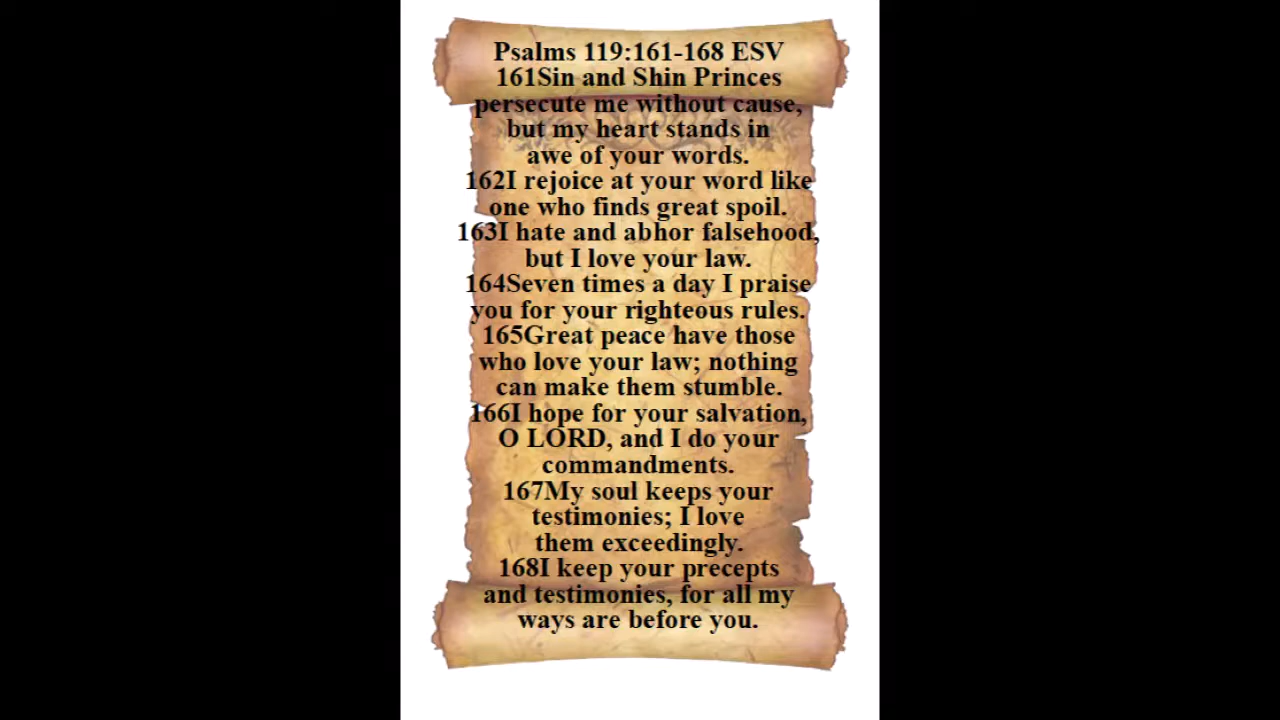 Psalms 119:161-168 ESV
161Sin and Shin Princes
persecute me without cause,
but my heart stands in
awe of your words.
162I rejoice at your word like
one who finds great spoil.
163I hate and abhor falsehood,
but I love your law.
164Seven times a day I praise
you for your righteous rules.
165Great peace have those
who love your law; nothing
can make them stumble.
166I hope for your salvation,
O LORD, and I do your
commandments.
167My soul keeps your
testimonies; I love
them exceedingly.
168I keep your precepts
and testimonies, for all my
ways are before you.